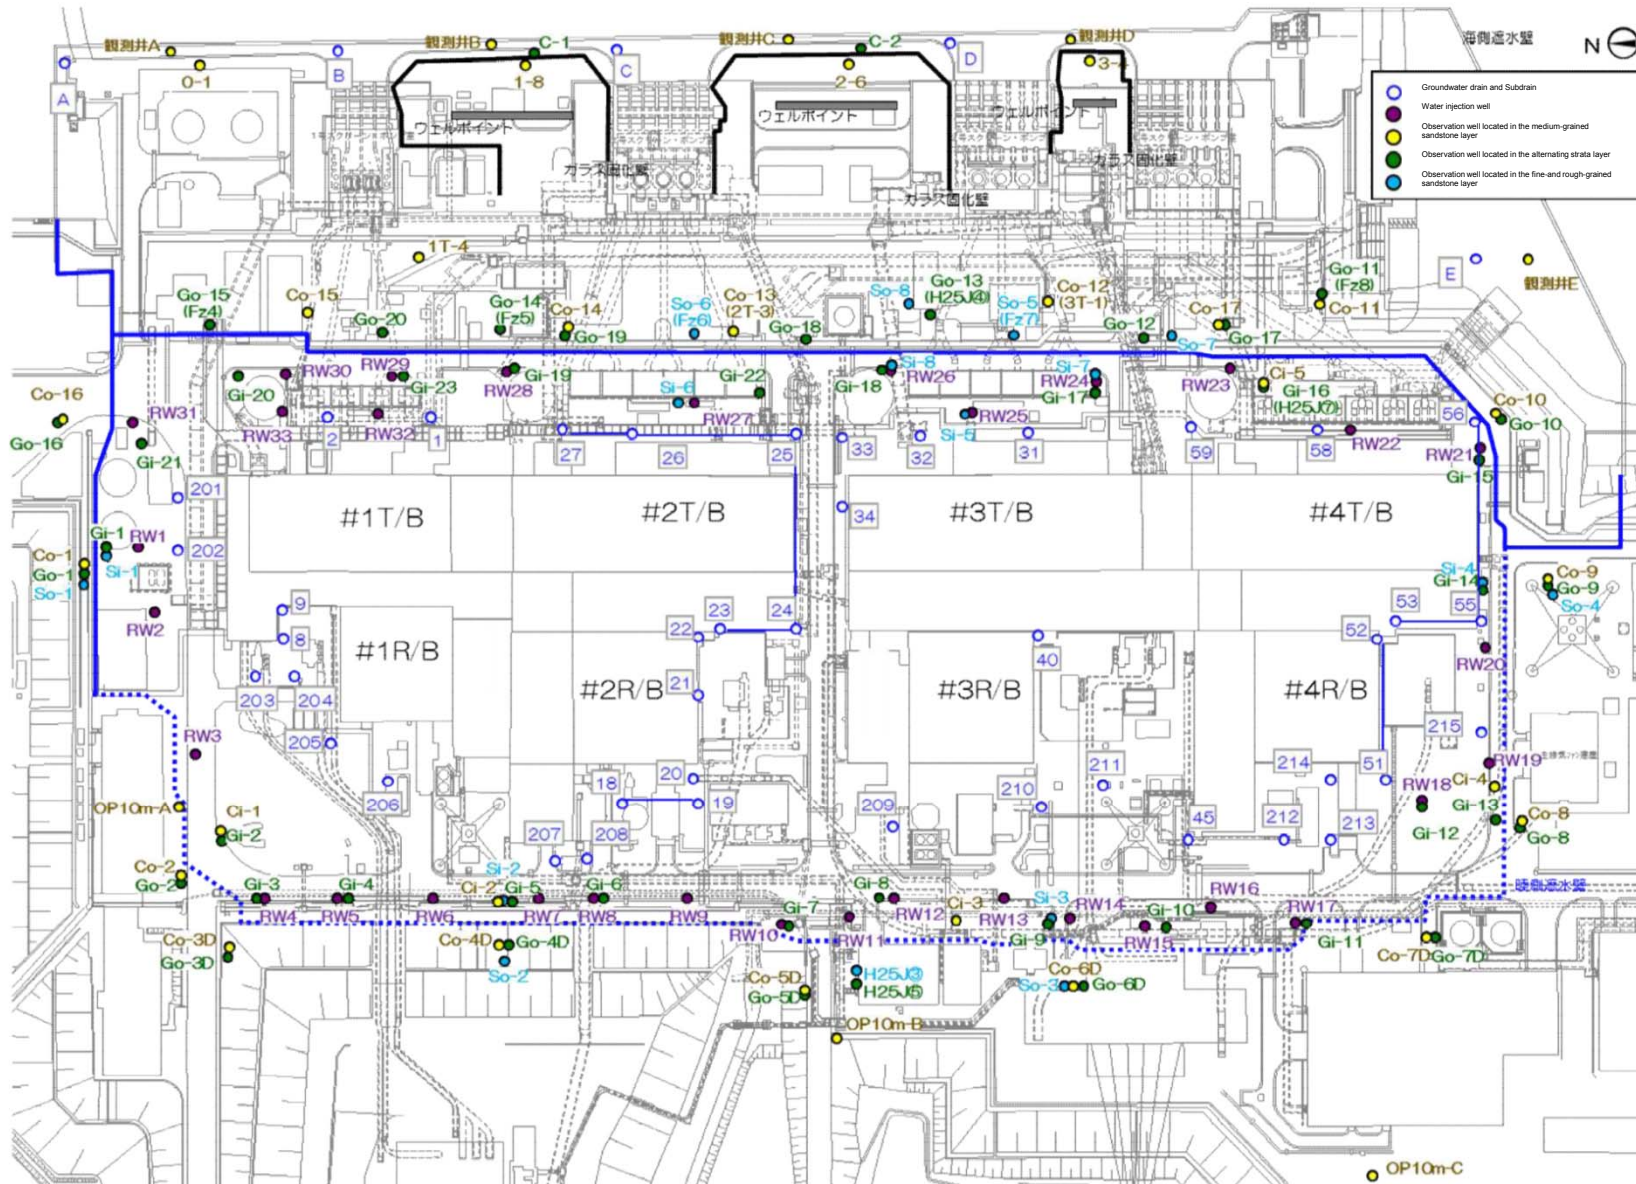 観測井A
観測井B
C-1
観測井C
C-2
観測井D
海側遮水壁
N
A
0-1
B
1-8
C
2-6
D
3-4
Groundwater drain and Subdrain
Water injection well
Observation well located in the medium-grained
sandstone layer
Observation well located in the alternating strata layer
Observation well located in the fine-and rough-grained
sandstone layer
ウェルポイント
ウェルポイント
ウェルポイント
ガラス固化壁
ガラス固化壁
ガラス固化壁
1T-4
E
観測井E
Go-15
(Fz4)
Co-15
Go-20
Go-14
(Fz5)
Co-14
Go-19
So-6
(Fz6)
Co-13
(2T-3)
Go-18
So-8
Go-13
(H25J④)
So-5
(Fz7)
Co-12
(3T-1)
Go-12
So-7
Co-17
Go-17
Go-11
(Fz8)
Co-11
Co-16
Go-16
RW31
Gi-21
Gi-20
RW30
RW33
RW29
Gi-23
RW32
2
1
RW28
Gi-19
Si-6
RW27
Gi-22
Gi-18
Si-8
RW26
Si-5
RW25
Si-7
RW24
Gi-17
RW23
Ci-5
Gi-16
(H25J⑦)
RW22
56
Co-10
Go-10
27
26
25
33
32
31
59
58
RW21
Gi-15
201
202
#1T/B
#2T/B
34
#3T/B
#4T/B
Co-1
Go-1
So-1
Gi-1
RW1
Si-1
RW2
Si-4
Gi-14
Co-9
Go-9
So-4
9
8
203
204
205
206
#1R/B
#2R/B
22
23
24
21
20
18
19
207
208
40
#3R/B
209
210
211
#4R/B
52
53
55
RW20
215
214
51
45
212
213
RW3
OP10m-A
Ci-1
Gi-2
Co-2
Go-2
RW19
RW18
Ci-4
Gi-13
Gi-12
Co-8
Go-8
陸側遮水壁
Gi-3
RW4
Gi-4
RW5
RW6
Ci-2
Si-2
Gi-5
RW7
Gi-6
RW8
RW9
Gi-7
RW10
Gi-8
RW11
RW12
Ci-3
RW13
Si-3
Gi-9
RW14
Gi-10
RW15
RW16
RW17
Gi-11
Co-3D
Go-3D
Co-4D
Go-4D
So-2
Co-5D
Go-5D
H25J③
H25J⑤
Co-6D
So-3
Go-6D
Co-7D
Go-7D
OP10m-B
OP10m-C